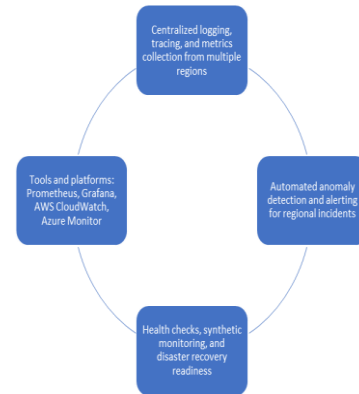 Centralized logging,
tracing, and metrics
collection from multiple
regions
Automated anomaly
detection and alerting
for regional incidents
Health checks, synthetic
monitoring, and
disaster recovery
readiness
Tools and platforms:
Prometheus, Grafana,
AWS CloudWatch,
Azure Monitor